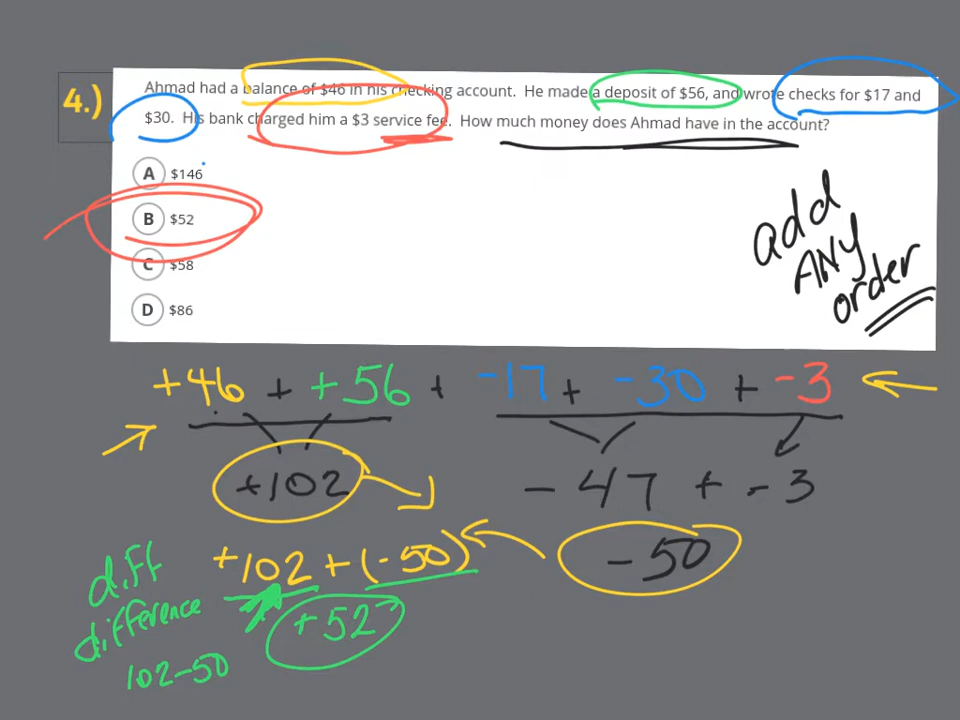 4.)
Ahmad had a balance of $46 in his checking account. He made a deposit of $56, and wrote checks for $17 and
$30. His bank charged him a $3 service fee. How much money does Ahmad have in the account?
A $146
B $52
C $58
D $86
add
ANY
order
+46 + +56 + -17 + -30 + -3
+102
- 47 + - 3
+102 + (-50)
- 50
diff
difference
+52
102-50